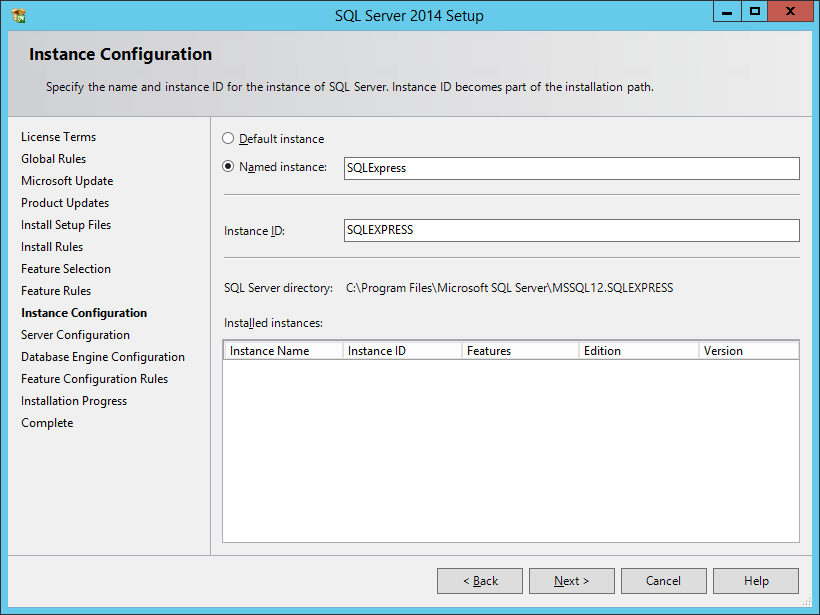 SQL Server 2014 Setup
Instance Configuration
Specify the name and instance ID for the instance of SQL Server. Instance ID becomes part of the installation path.
License Terms
Global Rules
Microsoft Update
Product Updates
Install Setup Files
Install Rules
Feature Selection
Feature Rules
Instance Configuration
Server Configuration
Database Engine Configuration
Feature Configuration Rules
Installation Progress
Complete
Default instance
Named instance: SQLExpress
Instance ID: SQLEXPRESS
SQL Server directory: C:\Program Files\Microsoft SQL Server\MSSQL12.SQLEXPRESS
Installed instances:
Instance Name Instance ID Features Edition Version
< Back Next > Cancel Help